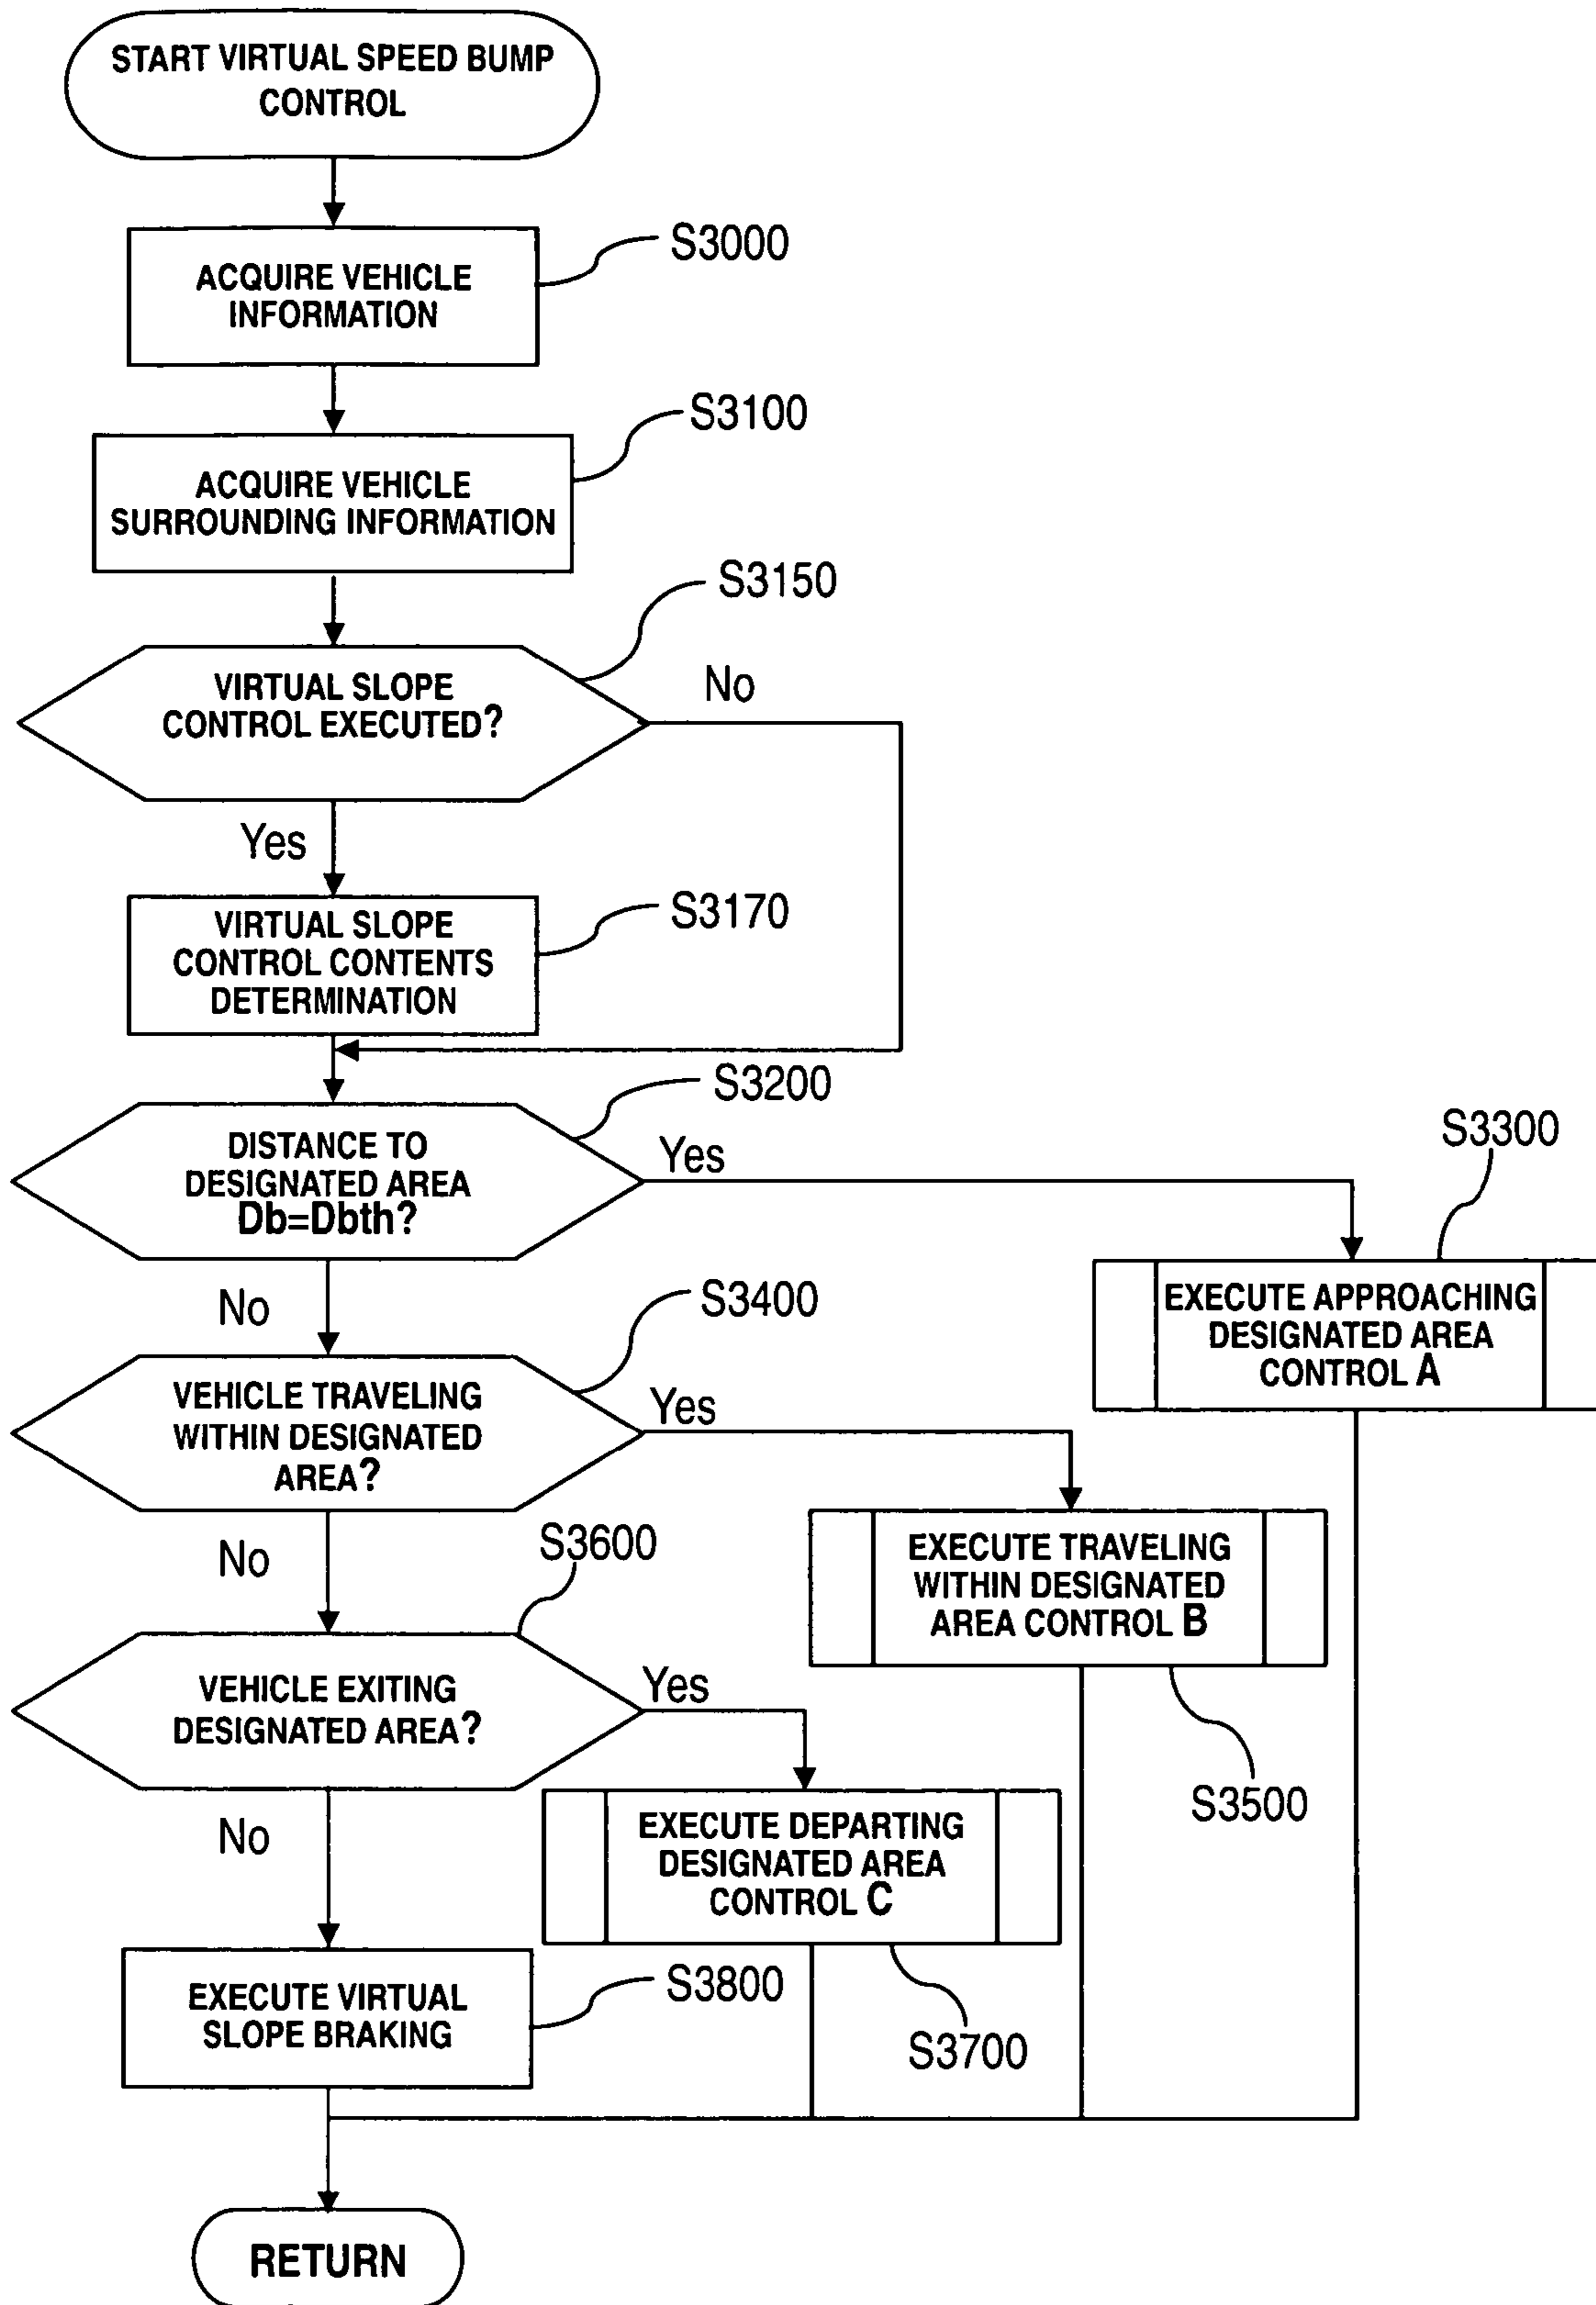 START VIRTUAL SPEED BUMP
CONTROL
S3000
ACQUIRE VEHICLE
INFORMATION
S3100
ACQUIRE VEHICLE
SURROUNDING INFORMATION
S3150
VIRTUAL SLOPE
CONTROL EXECUTED?
No
Yes
S3170
VIRTUAL SLOPE
CONTROL CONTENTS
DETERMINATION
S3200
DISTANCE TO
DESIGNATED AREA
Db=Dbth?
Yes
S3300
EXECUTE APPROACHING
DESIGNATED AREA
CONTROL A
No
S3400
VEHICLE TRAVELING
WITHIN DESIGNATED
AREA?
Yes
EXECUTE TRAVELING
WITHIN DESIGNATED
AREA CONTROL B
S3500
No
S3600
VEHICLE EXITING
DESIGNATED AREA?
Yes
EXECUTE DEPARTING
DESIGNATED AREA
CONTROL C
S3700
No
EXECUTE VIRTUAL
SLOPE BRAKING
S3800
RETURN